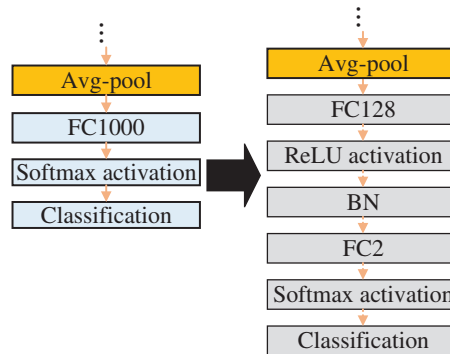 Avg-pool
FC1000
Softmax activation
Classification
Avg-pool
FC128
ReLU activation
BN
FC2
Softmax activation
Classification